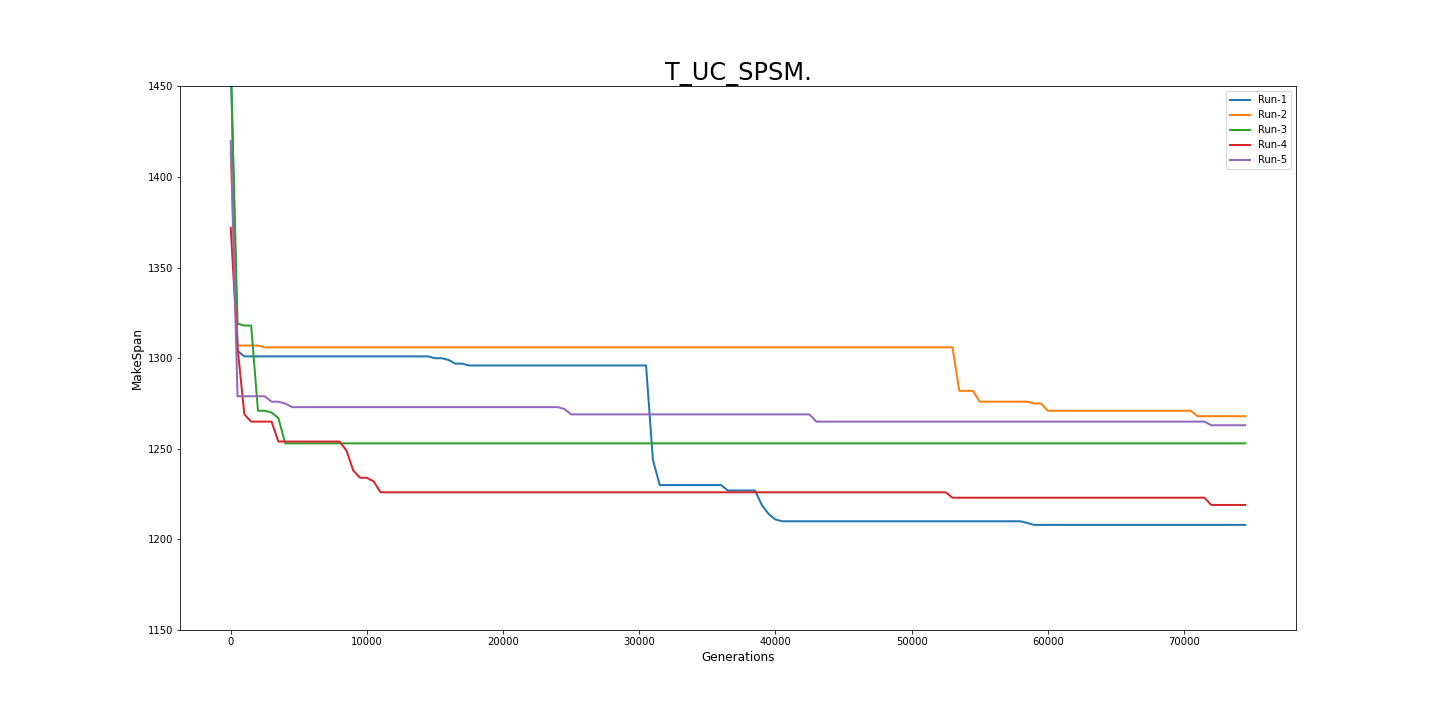 T_UC_SPSM.
1450
1400
1350
1300
1250
1200
1150
MakeSpan
Run-1
Run-2
Run-3
Run-4
Run-5
0 10000 20000 30000 40000 50000 60000 70000
Generations